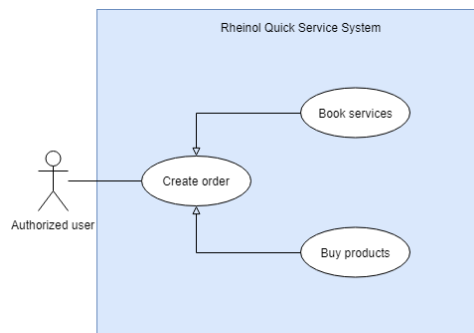 Rheinol Quick Service System
Book services
Create order
Authorized user
Buy products